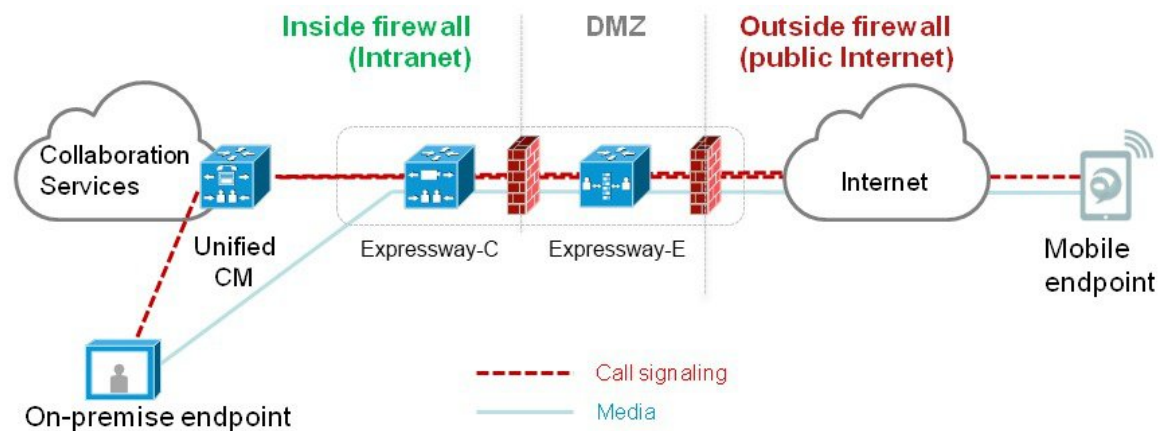 Inside firewall
(Intranet)
DMZ
Outside firewall
(public Internet)
Collaboration
Services
Internet
Unified
CM
Expressway-C
Expressway-E
Mobile
endpoint
On-premise endpoint
Call signaling
Media